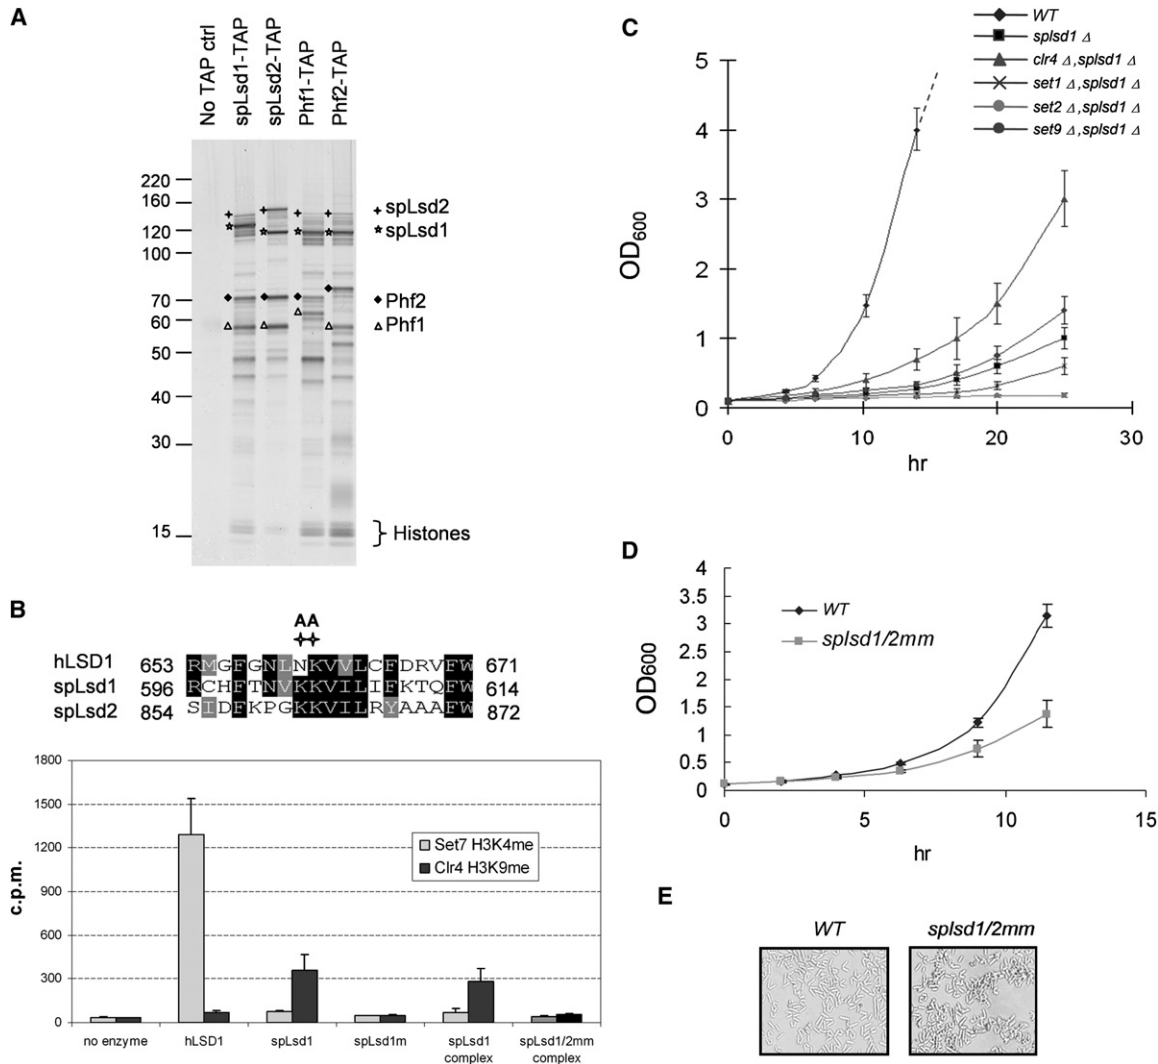 A
No TAP ctrl
spLsd1-TAP
spLsd2-TAP
Phf1-TAP
Phf2-TAP
220
160
120
100
70
60
50
40
30
15
spLsd2
spLsd1
Phf2
Phf1
Histones
B
AA
hLSD1 653 RMGFGNLNKVVLCFDRVFW 671
spLsd1 596 RCHFTNVKKVILIFKTQFW 614
spLsd2 854 SIDFKPGKKVILRYAAAFW 872
1800
1500
1200
900
600
300
0
c.p.m.
Set7 H3K4me
Clr4 H3K9me
no enzyme
hLSD1
spLsd1
spLsd1m
spLsd1 complex
spLsd1/2mm complex
C
WT
splsd1 Δ
clr4 Δ,splsd1 Δ
set1 Δ,splsd1 Δ
set2 Δ,splsd1 Δ
set9 Δ,splsd1 Δ
5
4
3
2
1
0
OD600
0 10 20 30
hr
D
4
3.5
3
2.5
2
1.5
1
0.5
0
OD600
WT
splsd1/2mm
0 5 10 15
hr
E
WT
splsd1/2mm